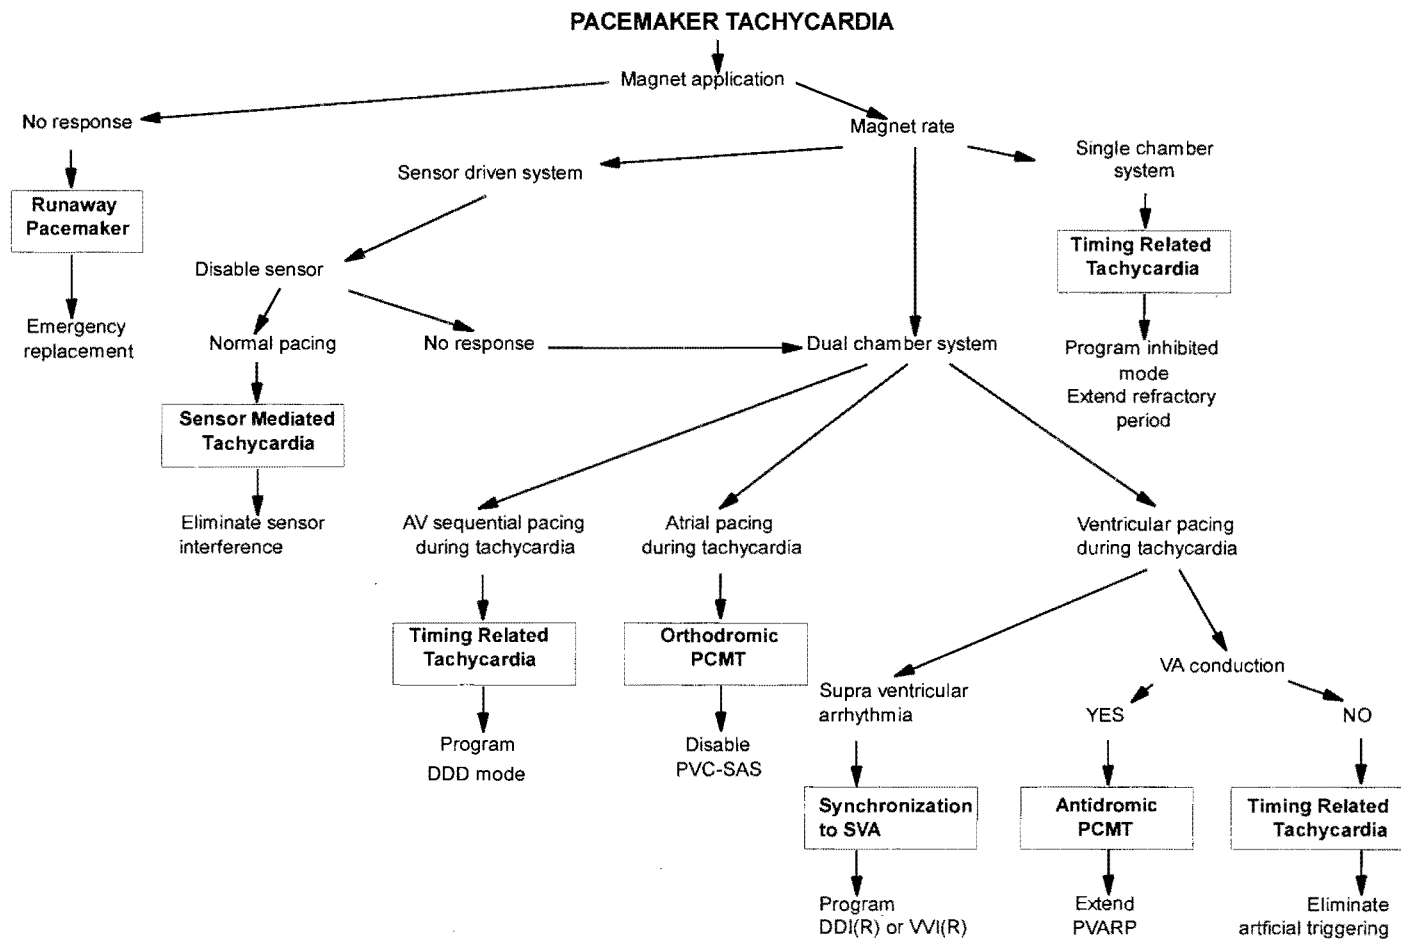 PACEMAKER TACHYCARDIA
Magnet application
No response
Magnet rate
Single chamber
system
Sensor driven system
Runaway
Pacemaker
Timing Related
Tachycardia
Disable sensor
Emergency
replacement
Normal pacing
No response
Dual chamber system
Program inhibited
mode
Extend refractory
period
Sensor Mediated
Tachycardia
Eliminate sensor
interference
AV sequential pacing
during tachycardia
Atrial pacing
during tachycardia
Ventricular pacing
during tachycardia
Timing Related
Tachycardia
Orthodromic
PCMT
VA conduction
Supra ventricular
arrhythmia
YES
NO
Program
DDD mode
Disable
PVC-SAS
Synchronization
to SVA
Antidromic
PCMT
Timing Related
Tachycardia
Program
DDI(R) or VVI(R)
Extend
PVARP
Eliminate
artficial triggering